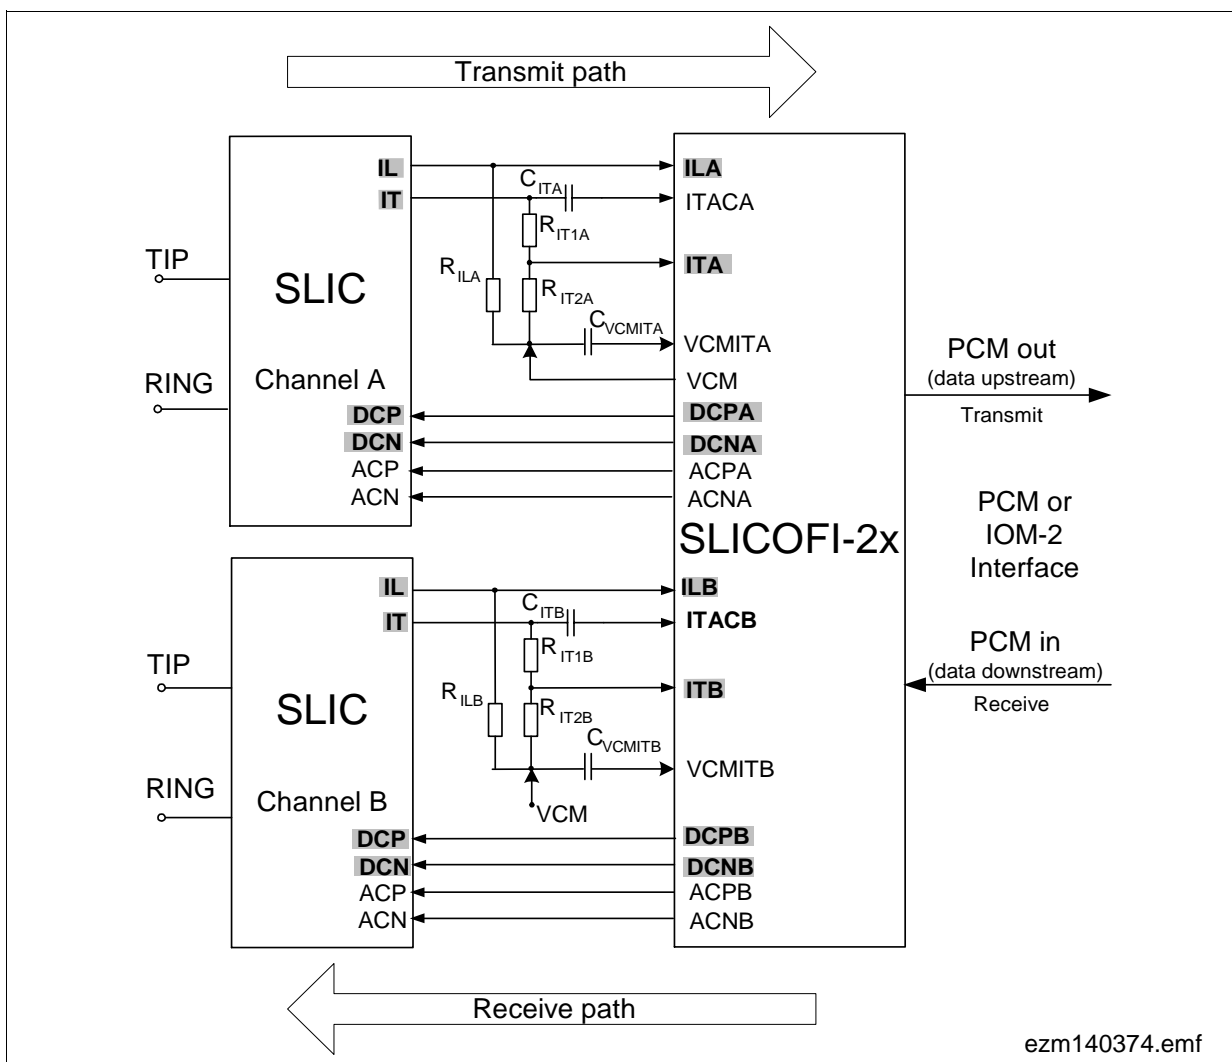 Transmit path
IL
IT
TIP
SLIC
RING
Channel A
DCP
DCN
ACP
ACN
C ITA
R IT1A
R ILA
R IT2A
C VCMITA
ILA
ITACA
ITA
VCMITA
VCM
DCPA
DCNA
ACPA
ACNA
SLICOFI-2x
PCM out
(data upstream)
Transmit
PCM or
IOM-2
Interface
PCM in
(data downstream)
Receive
IL
IT
TIP
SLIC
RING
Channel B
DCP
DCN
ACP
ACN
C ITB
R IT1B
R ILB
R IT2B
C VCMITB
VCM
ILB
ITACB
ITB
VCMITB
DCPB
DCNB
ACPB
ACNB
Receive path
ezm140374.emf